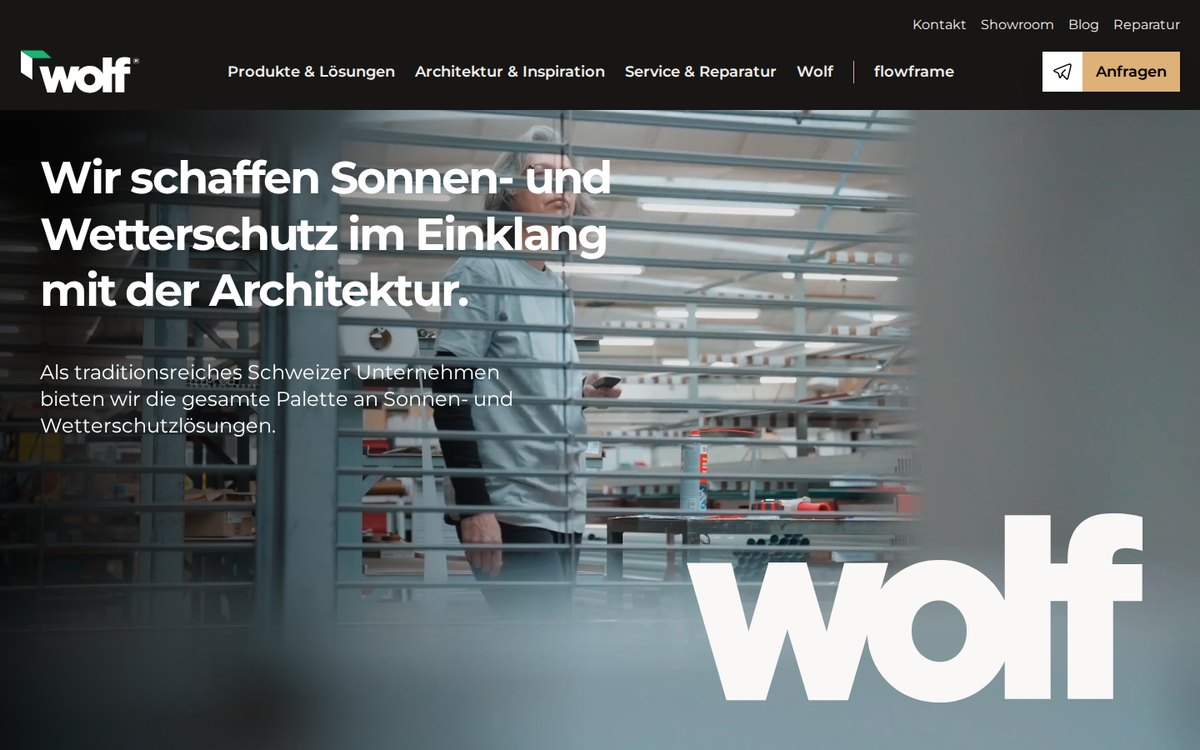 Kontakt Showroom Blog Reparatur
wolf®
Produkte & Lösungen Architektur & Inspiration Service & Reparatur Wolf flowframe
Anfragen
Wir schaffen Sonnen- und
Wetterschutz im Einklang
mit der Architektur.
Als traditionsreiches Schweizer Unternehmen
bieten wir die gesamte Palette an Sonnen- und
Wetterschutzlösungen.
wolf